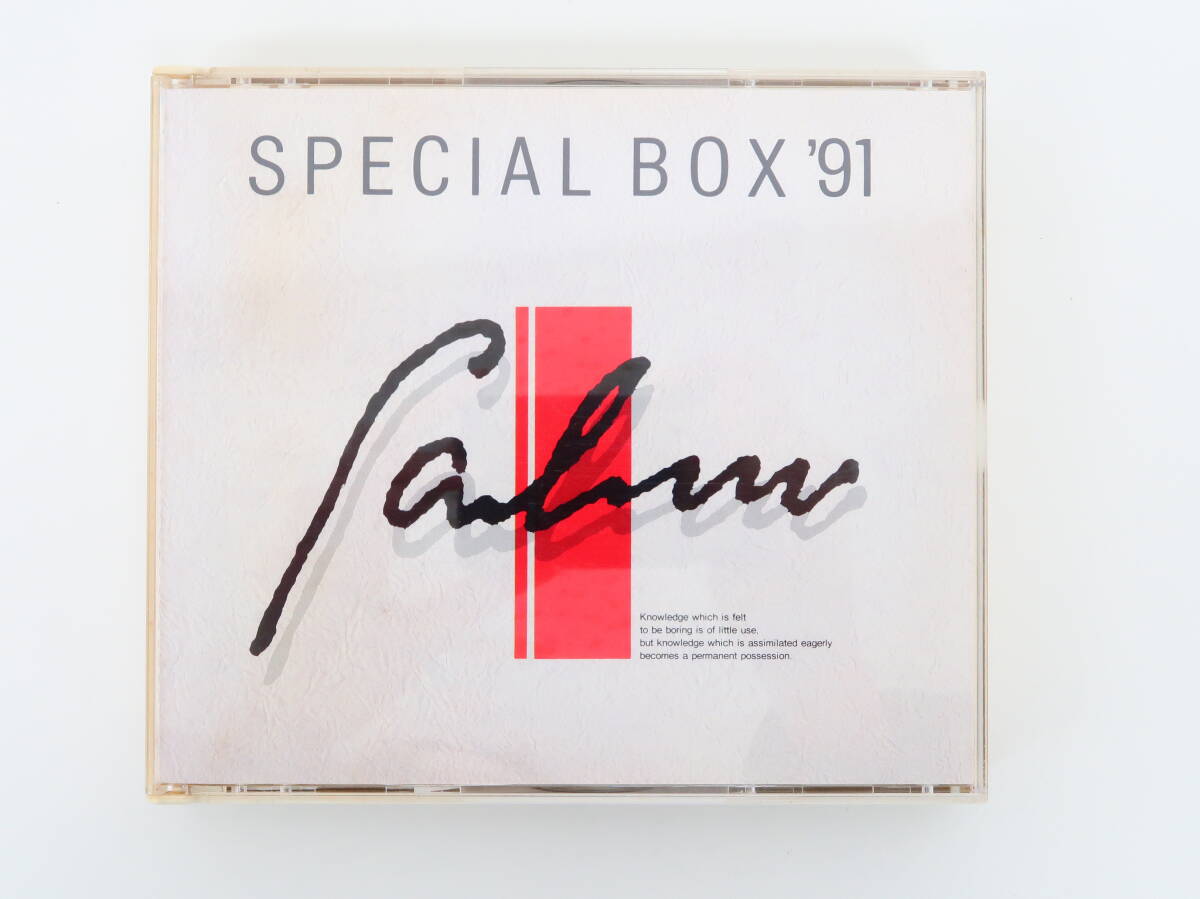 SPECIAL BOX '91
Knowledge which is felt
to be boring is of little use,
but knowledge which is assimilated eagerly
becomes a permanent possession.